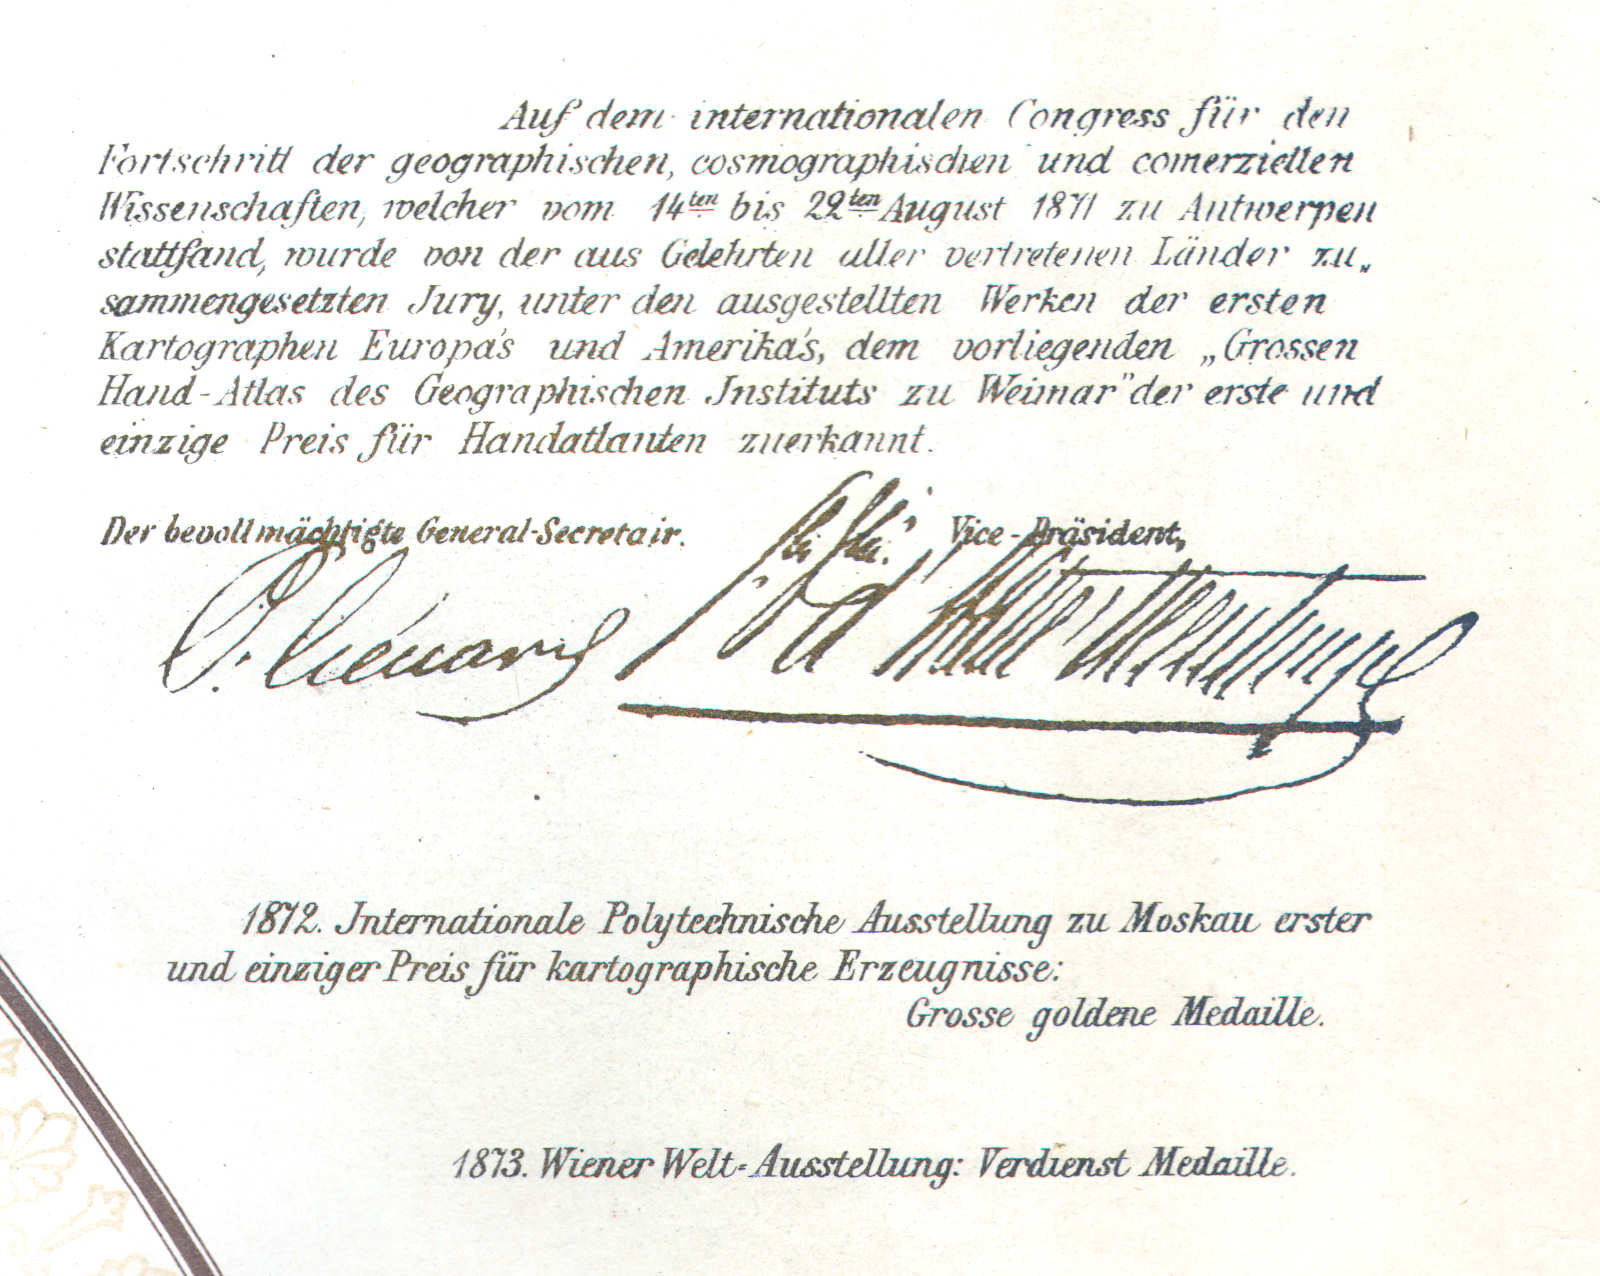 Auf dem internationalen Congress für den
Fortschritt der geographischen, cosmographischen und comerziellen
Wissenschaften, welcher vom 14ten bis 22ten August 1871 zu Antwerpen
stattfand, wurde von der aus Gelehrten aller vertretenen Länder zu„
sammengesetzten Jury, unter den ausgestellten Werken der ersten
Kartographen Europa's und Amerika's, dem vorliegenden „Grossen
Hand-Atlas des Geographischen Instituts zu Weimar" der erste und
einzige Preis für Handatlanten zuerkannt.
Der bevollmächtigte General-Secretair.
Vice-Präsident,
1872. Internationale Polytechnische Ausstellung zu Moskau erster
und einziger Preis für kartographische Erzeugnisse:
Grosse goldene Medaille.
1873. Wiener Welt-Ausstellung: Verdienst Medaille.